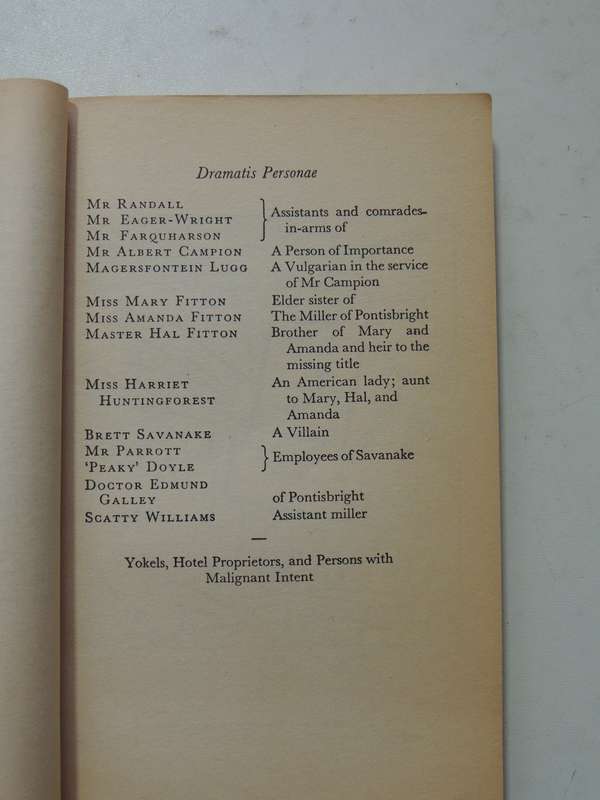 Dramatis Personae
MR RANDALL
MR EAGER-WRIGHT
MR FARQUHARSON
Assistants and comrades-
in-arms of
MR ALBERT CAMPION A Person of Importance
MAGERSFONTEIN LUGG A Vulgarian in the service
of Mr Campion
MISS MARY FITTON Elder sister of
MISS AMANDA FITTON The Miller of Pontisbright
MASTER HAL FITTON Brother of Mary and
Amanda and heir to the
missing title
MISS HARRIET An American lady; aunt
HUNTINGFOREST to Mary, Hal, and
Amanda
BRETT SAVANAKE A Villain
MR PARROTT
'PEAKY' DOYLE
Employees of Savanake
DOCTOR EDMUND
GALLEY of Pontisbright
SCATTY WILLIAMS Assistant miller
Yokels, Hotel Proprietors, and Persons with
Malignant Intent